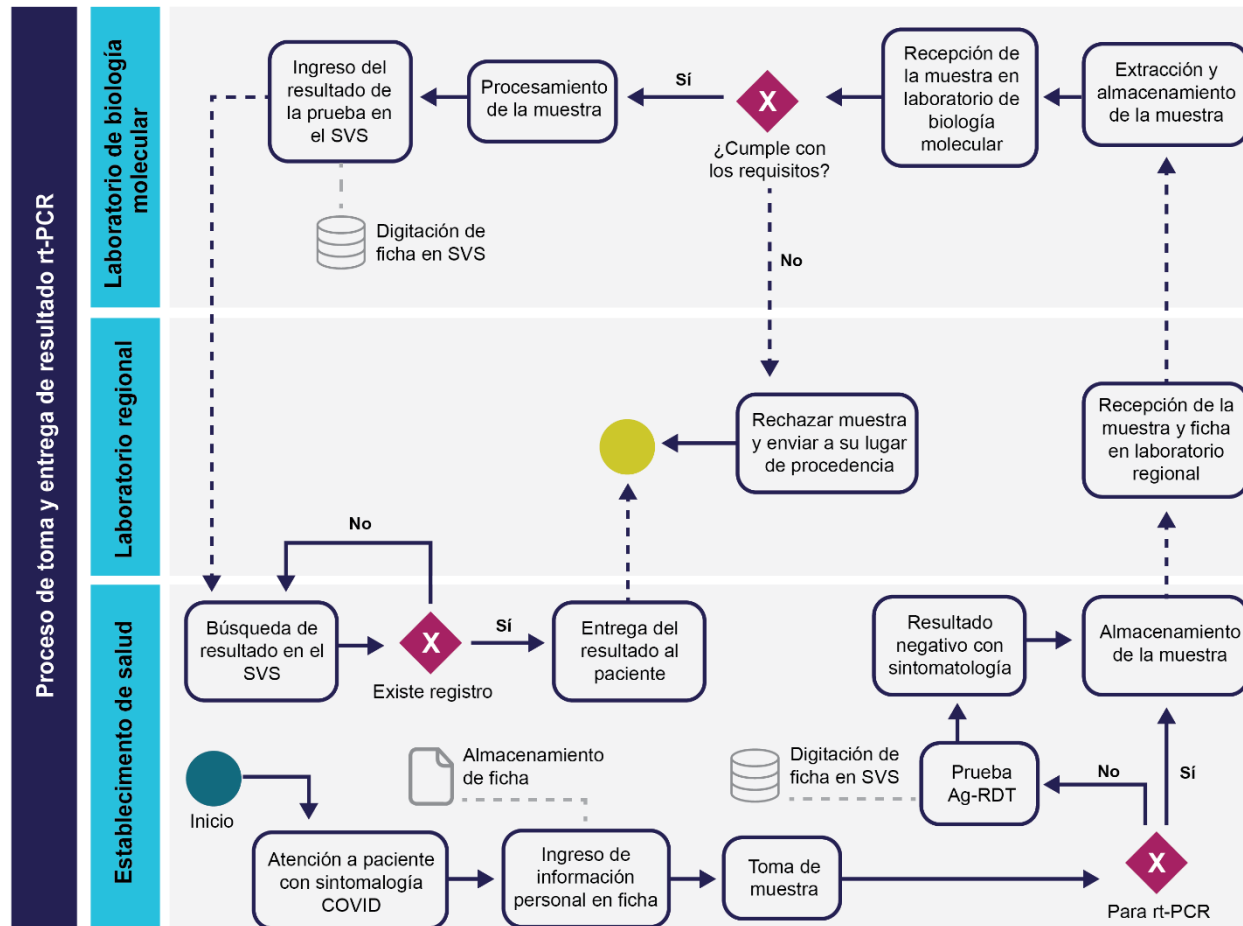 Proceso de toma y entrega de resultado rt-PCR
Laboratorio de biología
molecular
Ingreso del
resultado de
la prueba en
el SVS
Procesamiento
de la muestra
Sí
X
¿Cumple con
los requisitos?
Recepción de
la muestra en
laboratorio de
biología
molecular
Extracción y
almacenamiento
de la muestra
Digitación de
ficha en SVS
No
Laboratorio regional
Rechazar muestra
y enviar a su lugar
de procedencia
Recepción de la
muestra y ficha
en laboratorio
regional
No
Establecimento de salud
Búsqueda de
resultado en el
SVS
X
Existe registro
Sí
Entrega del
resultado al
paciente
Resultado
negativo con
sintomatología
Almacenamiento
de la muestra
Inicio
Almacenamiento
de ficha
Digitación de
ficha en SVS
Prueba
Ag-RDT
No
Sí
Atención a paciente
con sintomalogía
COVID
Ingreso de
información
personal en ficha
Toma de
muestra
X
Para rt-PCR